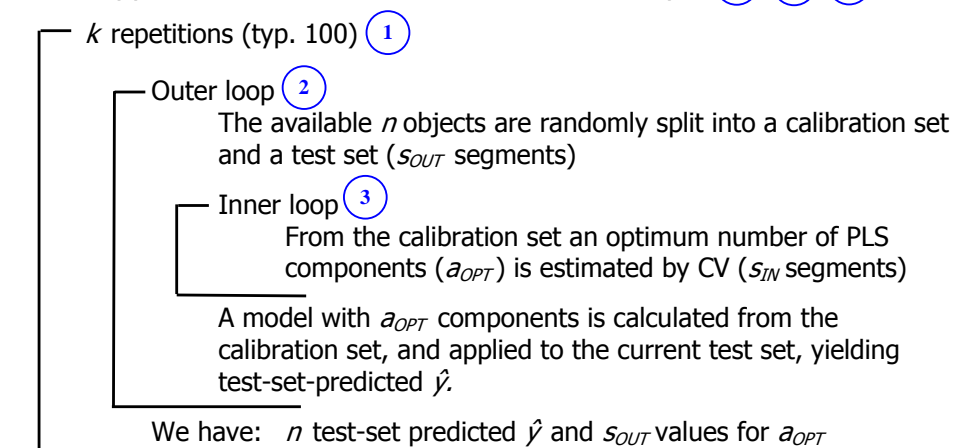 k repetitions (typ. 100) 1
Outer loop 2
The available n objects are randomly split into a calibration set
and a test set (sOUT segments)
Inner loop 3
From the calibration set an optimum number of PLS
components (aOPT) is estimated by CV (sIN segments)
A model with aOPT components is calculated from the
calibration set, and applied to the current test set, yielding
test-set-predicted ŷ.
We have: n test-set predicted ŷ and sOUT values for aOPT